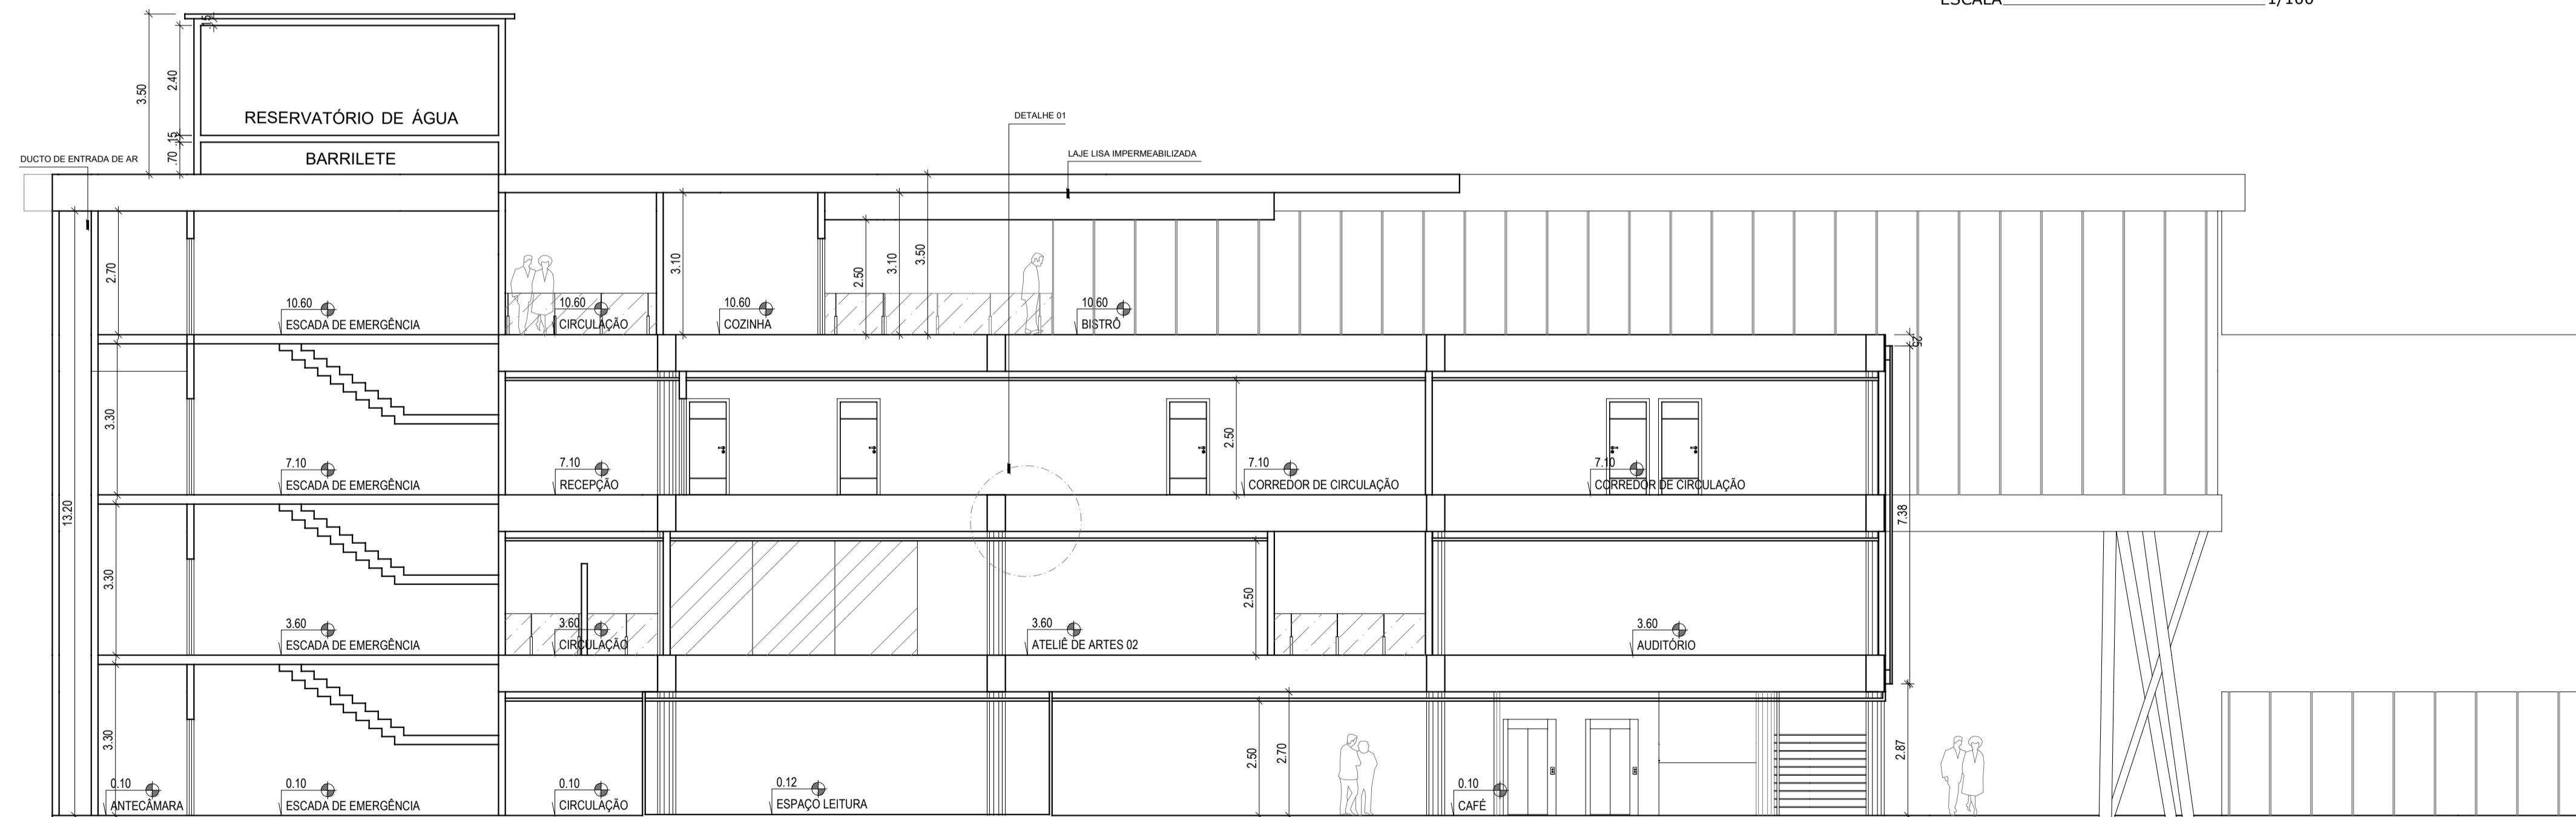 ESCALA 1/100
.15
3.50
2.40
RESERVATÓRIO DE ÁGUA
.15
.70
BARRILETE
DUCTO DE ENTRADA DE AR
DETALHE 01
LAJE LISA IMPERMEABILIZADA
2.70
3.10
2.50
3.10
3.50
10.60
ESCADA DE EMERGÊNCIA
10.60
CIRCULAÇÃO
10.60
COZINHA
10.60
BISTRÔ
.25
3.30
2.50
7.10
ESCADA DE EMERGÊNCIA
7.10
RECEPÇÃO
7.10
CORREDOR DE CIRCULAÇÃO
7.10
CORREDOR DE CIRCULAÇÃO
13.20
7.38
3.30
2.50
3.60
ESCADA DE EMERGÊNCIA
3.60
CIRCULAÇÃO
3.60
ATELIÊ DE ARTES 02
3.60
AUDITÓRIO
3.30
2.50
2.70
2.87
0.10
ANTECÂMARA
0.10
ESCADA DE EMERGÊNCIA
0.10
CIRCULAÇÃO
0.12
ESPAÇO LEITURA
0.10
CAFÉ